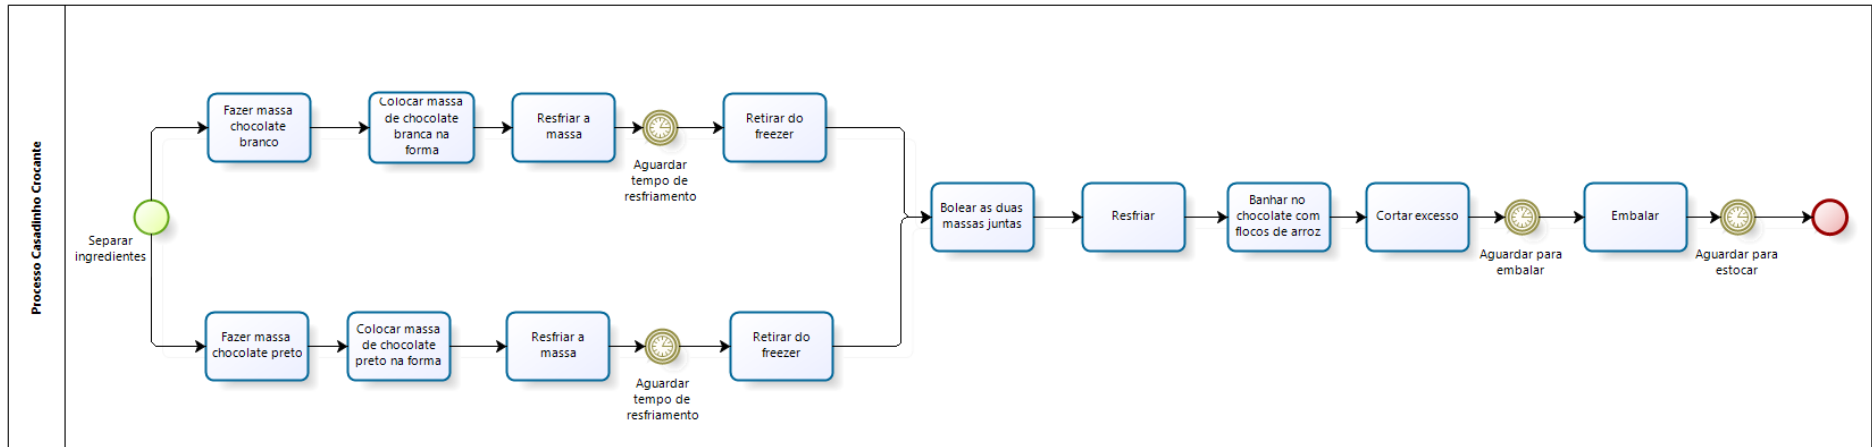 Processo Casadinho Crocante
Separar
ingredientes
Fazer massa
chocolate
branco
Colocar massa
de chocolate
branca na
forma
Resfriar a
massa
Aguardar
tempo de
resfriamento
Retirar do
freezer
Fazer massa
chocolate preto
Colocar massa
de chocolate
preto na forma
Resfriar a
massa
Aguardar
tempo de
resfriamento
Retirar do
freezer
Bolear as duas
massas juntas
Resfriar
Banhar no
chocolate com
flocos de arroz
Cortar excesso
Aguardar para
embalar
Embalar
Aguardar para
estocar